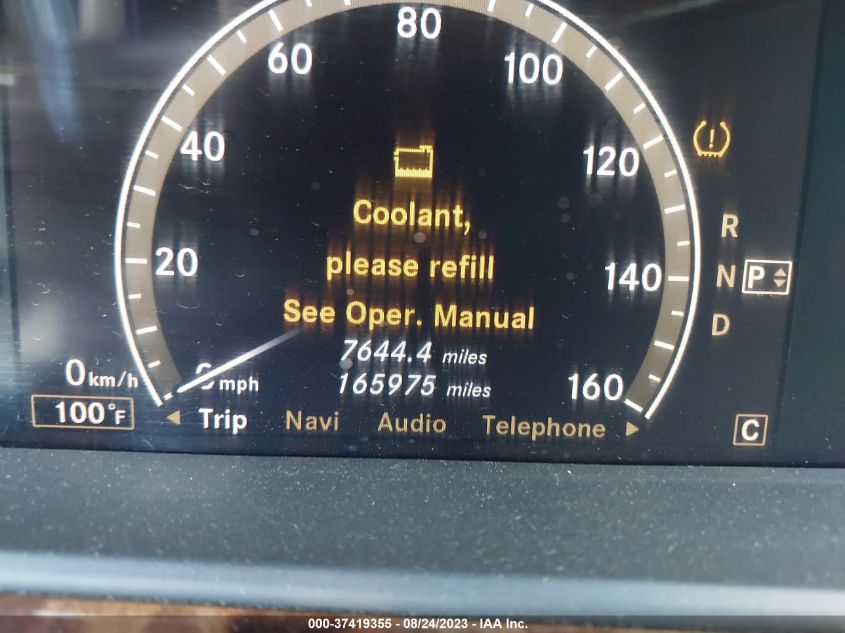 80
60
100
40
120
Coolant,
please refill
See Oper. Manual
20
140
R
N P
D
7644.4 miles
165975 miles
0 km/h
0 mph
160
100°F
Trip Navi Audio Telephone
C
000-37419355 - 08/24/2023 - IAA Inc.